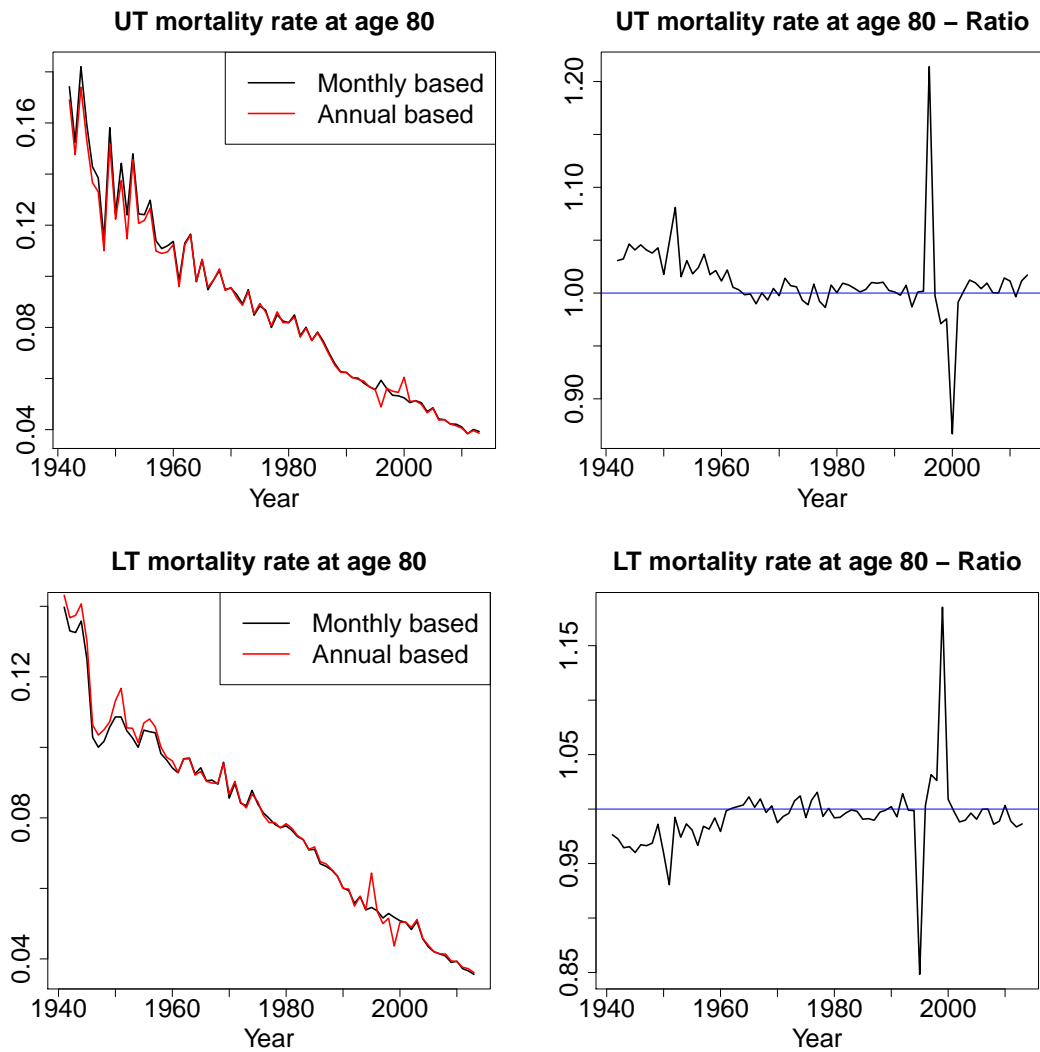 UT mortality rate at age 80
Monthly based
Annual based
0.16
0.12
0.08
0.04
1940
1960
1980
2000
Year
UT mortality rate at age 80 − Ratio
1.20
1.10
1.00
0.90
1940
1960
1980
2000
Year
LT mortality rate at age 80
Monthly based
Annual based
0.12
0.08
0.04
1940
1960
1980
2000
Year
LT mortality rate at age 80 − Ratio
1.15
1.05
0.95
0.85
1940
1960
1980
2000
Year